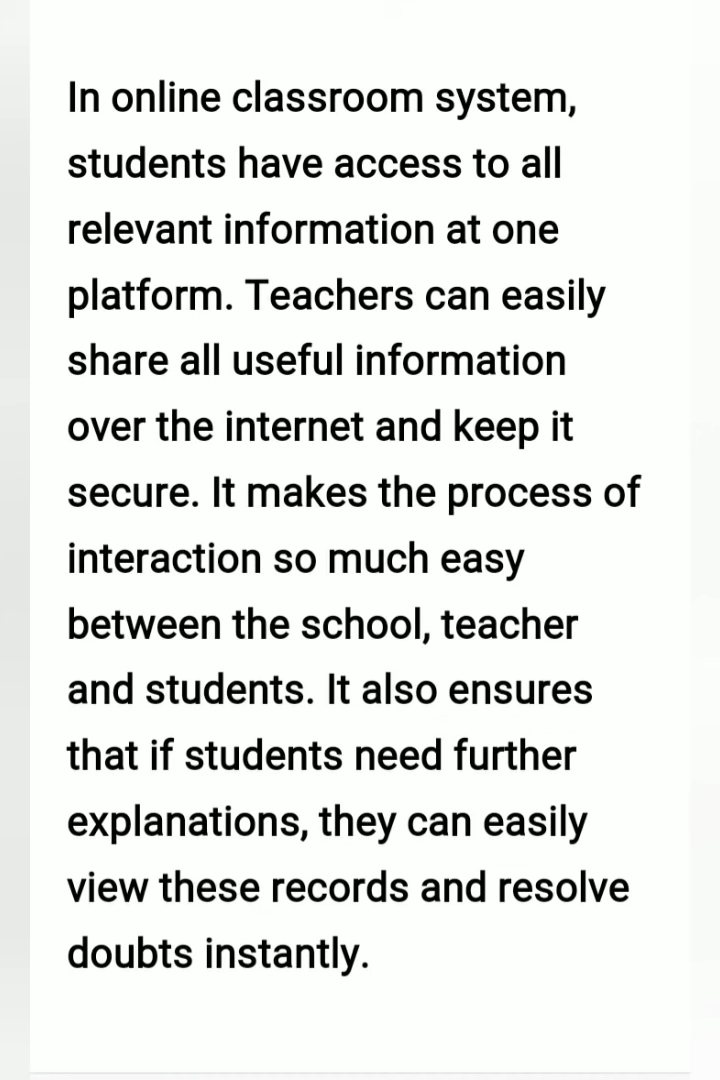 In online classroom system,
students have access to all
relevant information at one
platform. Teachers can easily
share all useful information
over the internet and keep it
secure. It makes the process of
interaction so much easy
between the school, teacher
and students. It also ensures
that if students need further
explanations, they can easily
view these records and resolve
doubts instantly.